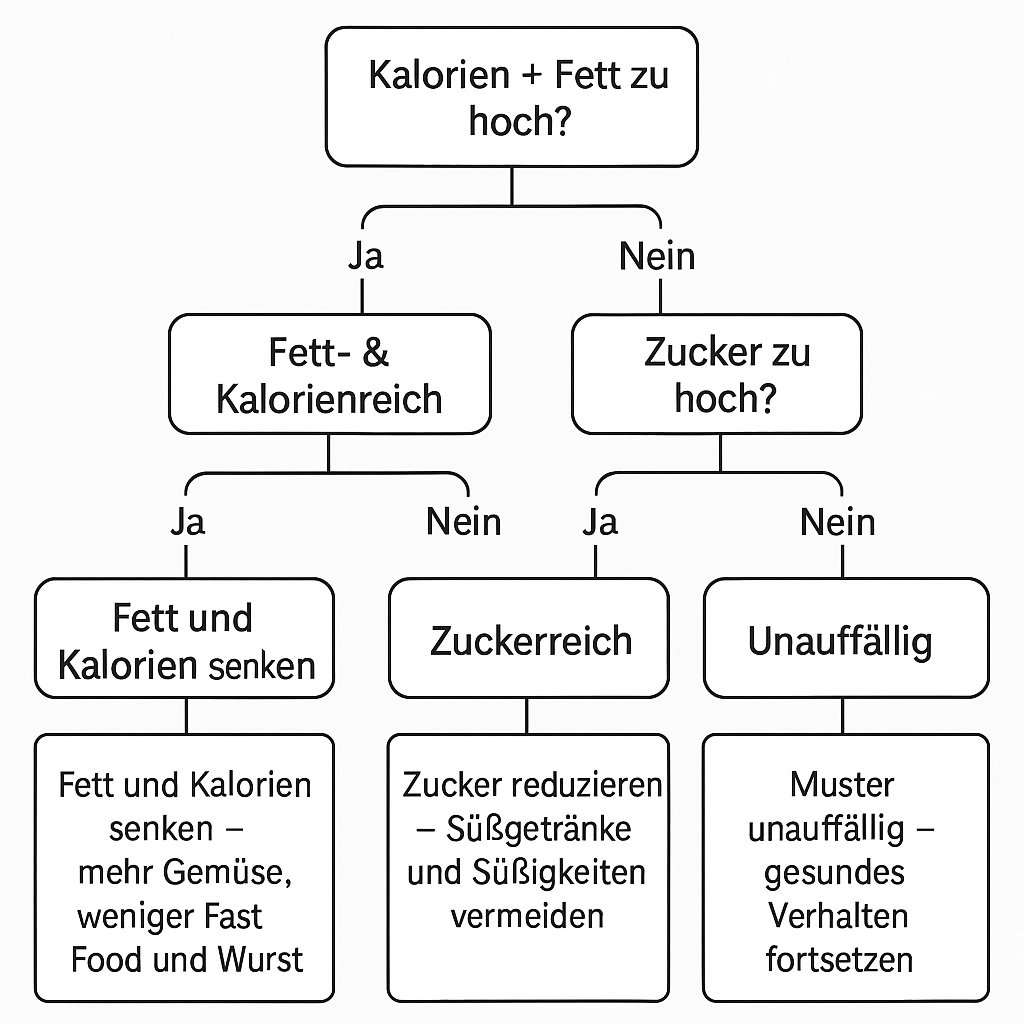 Kalorien + Fett zu
hoch?
Ja
Nein
Fett- &
Kalorienreich
Zucker zu
hoch?
Ja
Nein
Ja
Nein
Fett und
Kalorien senken
Zuckerreich
Unauffällig
Fett und Kalorien
senken –
mehr Gemüse,
weniger Fast
Food und Wurst
Zucker reduzieren
– Süßgetränke
und Süßigkeiten
vermeiden
Muster
unauffällig –
gesundes
Verhalten
fortsetzen